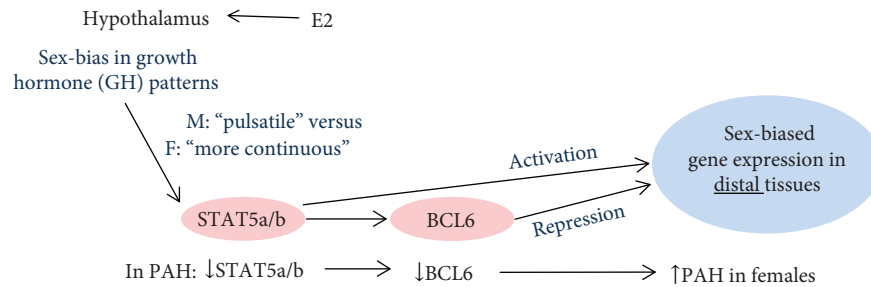 Hypothalamus
E2
Sex-bias in growth
hormone (GH) patterns
M: “pulsatile” versus
F: “more continuous”
Activation
Sex-biased
gene expression in
distal tissues
STAT5a/b
BCL6
Repression
In PAH: ↓STAT5a/b
↓BCL6
↑PAH in females